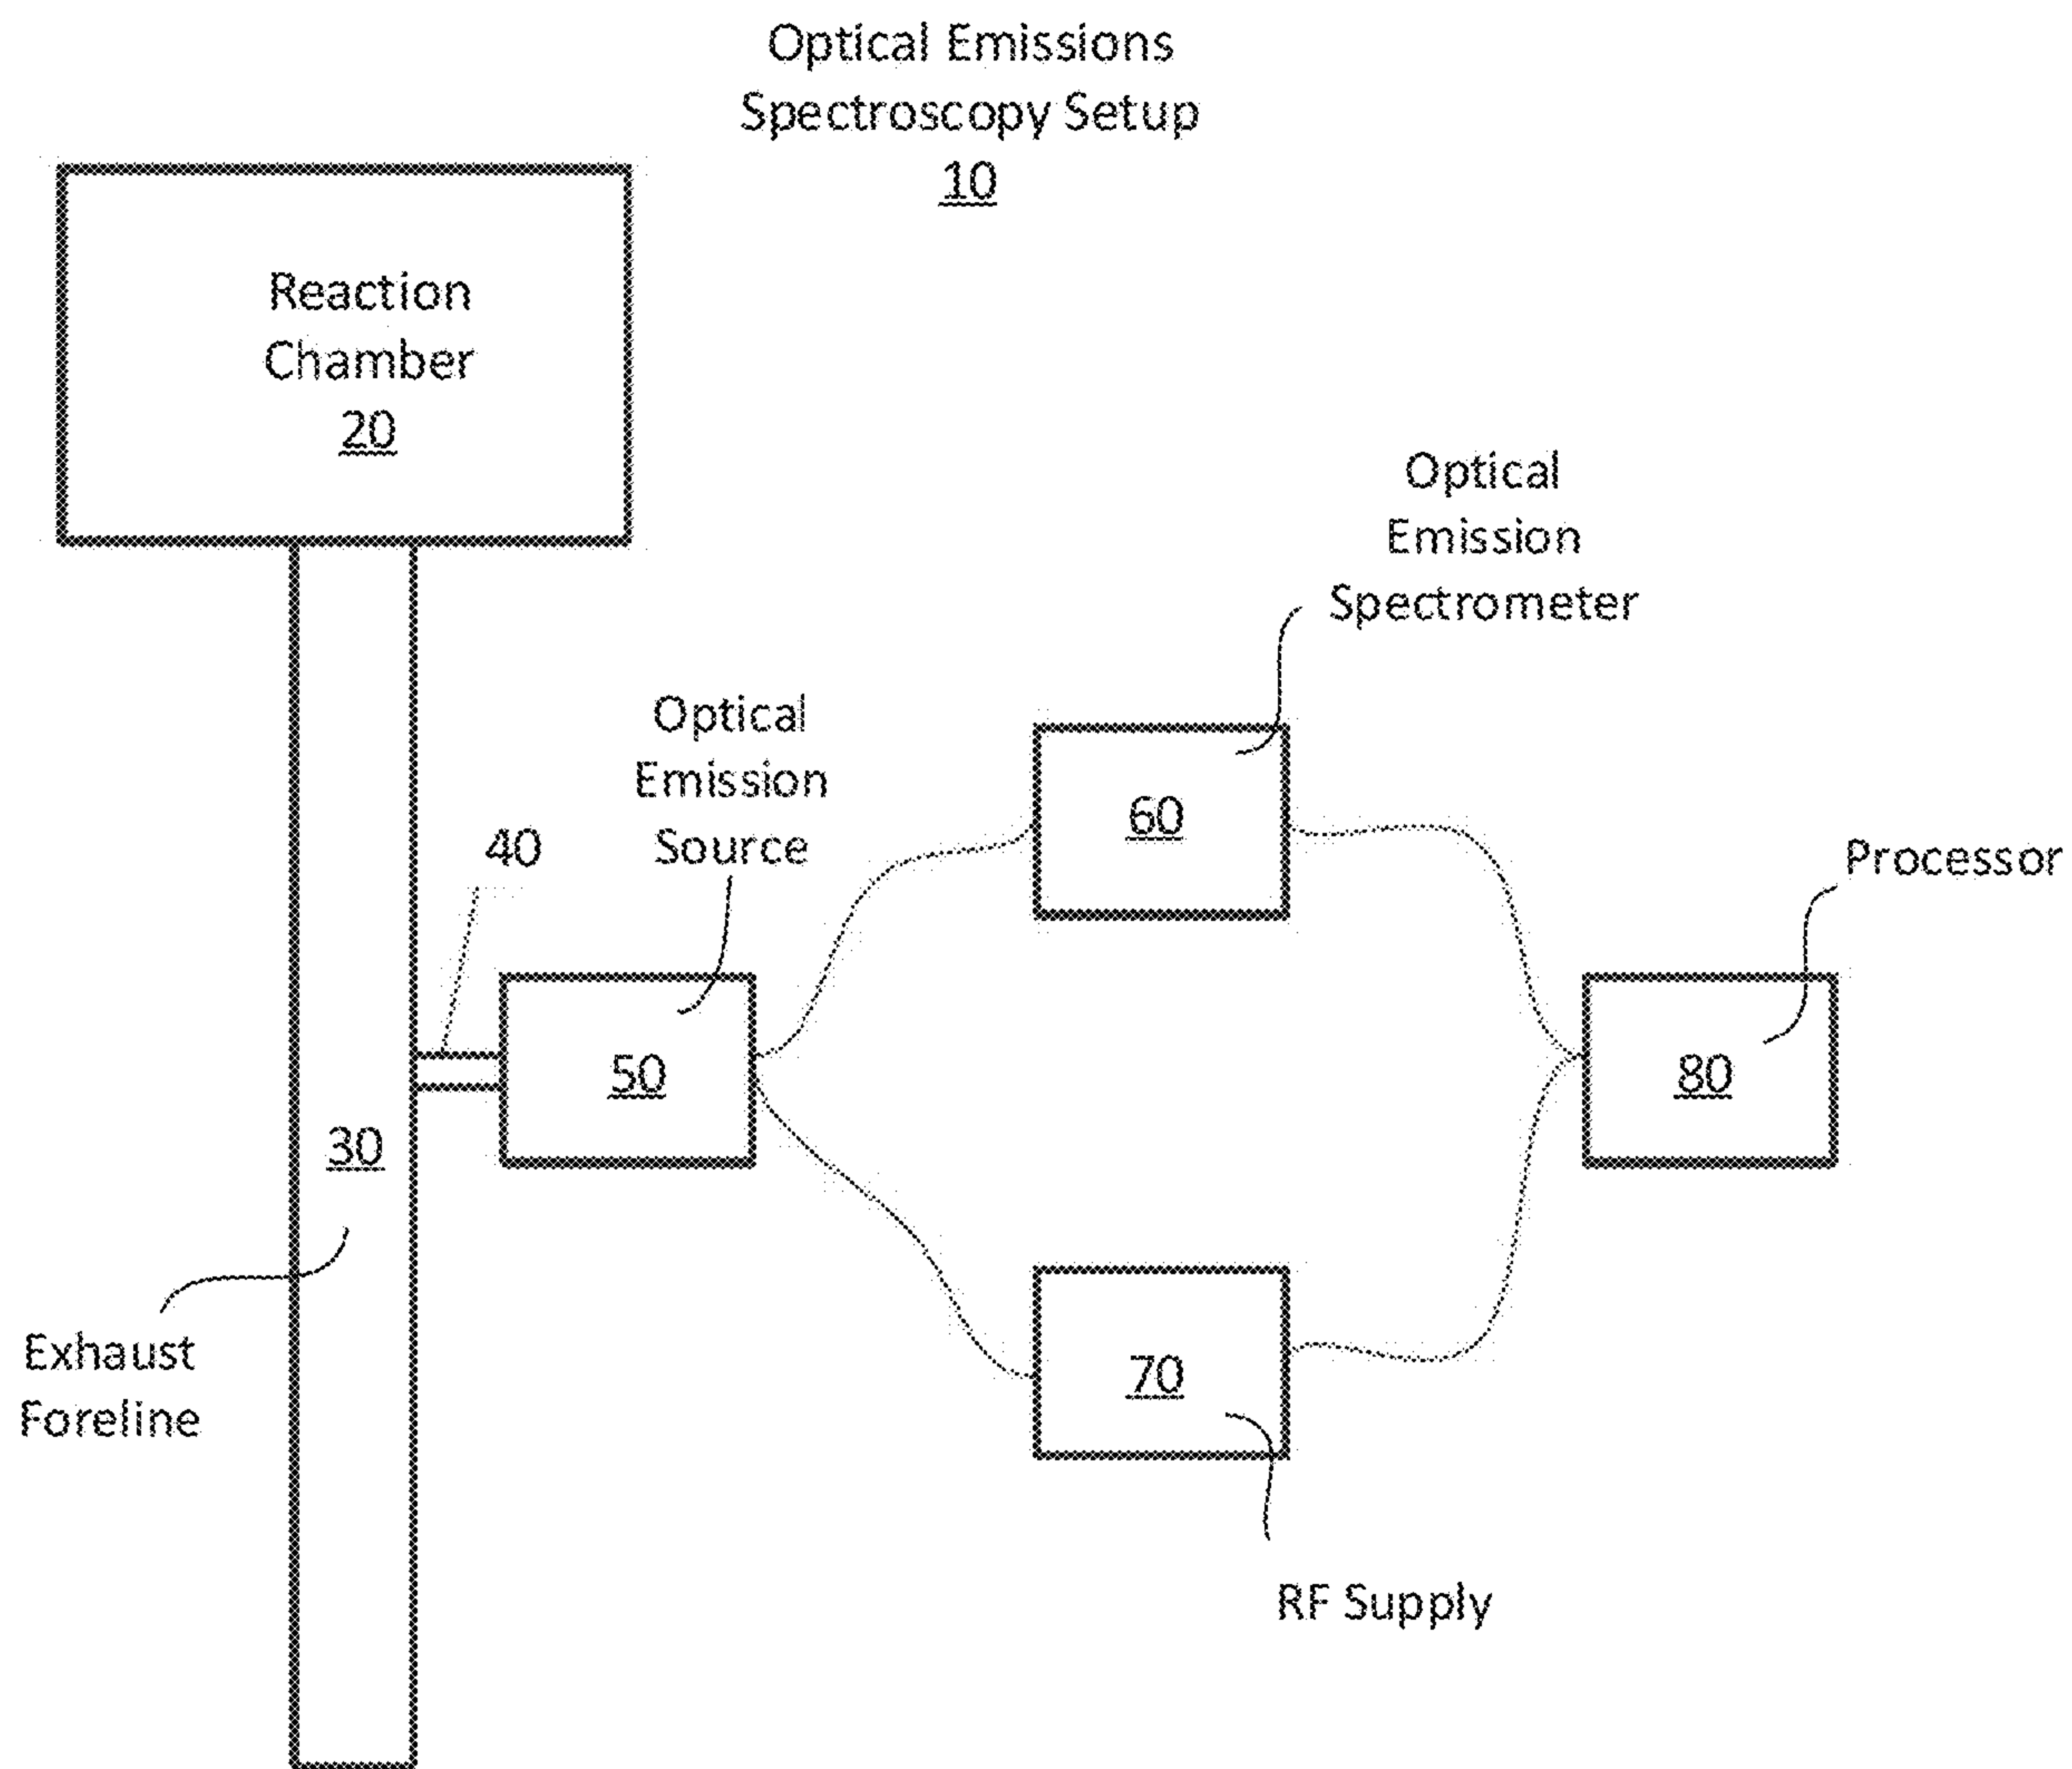 Optical Emissions
Spectroscopy Setup
10
Reaction
Chamber
20
Optical
Emission
Spectrometer
Optical
Emission
Source
40
60
Processor
50
80
30
Exhaust
Foreline
70
RF Supply